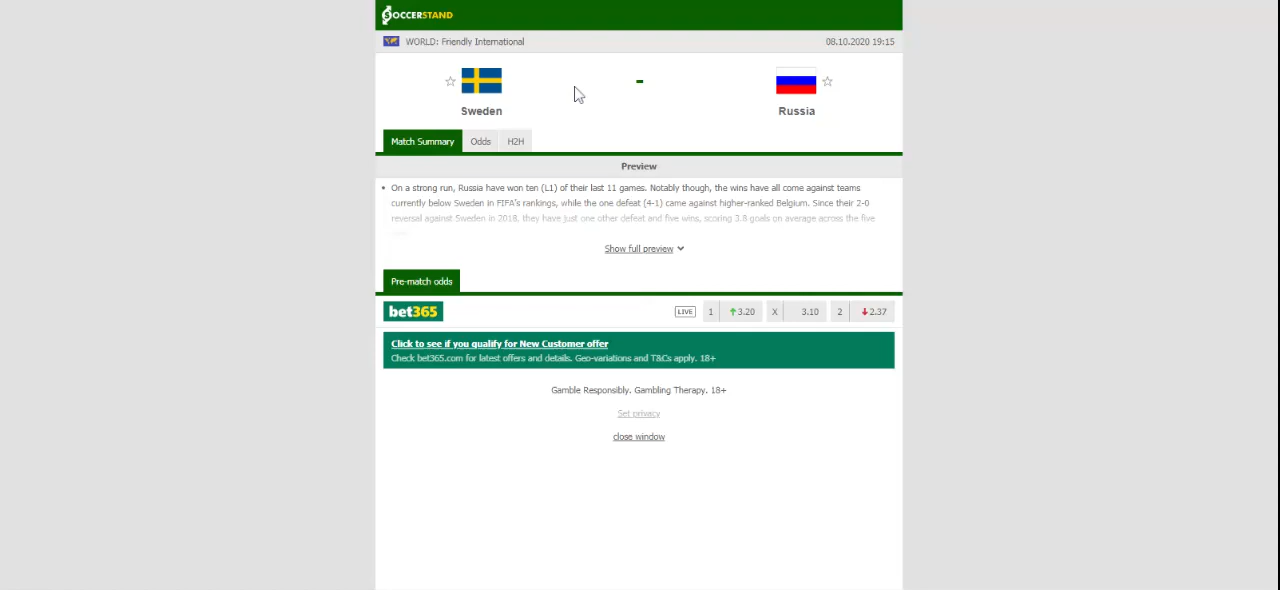 SOCCERSTAND
WORLD: Friendly International 08.10.2020 19:15
-
Sweden Russia
Match Summary Odds H2H
Preview
• On a strong run, Russia have won ten (L1) of their last 11 games. Notably though, the wins have all come against teams
currently below Sweden in FIFA's rankings, while the one defeat (4-1) came against higher-ranked Belgium. Since their 2-0
reversal against Sweden in 2018, they have just one other defeat and five wins, scoring 3.8 goals on average across the five
Show full preview
Pre-match odds
bet365 LIVE 1 3.20 X 3.10 2 2.37
Click to see if you qualify for New Customer offer
Check bet365.com for latest offers and details. Geo-variations and T&Cs apply. 18+
Gamble Responsibly. Gambling Therapy. 18+
Set privacy
close window